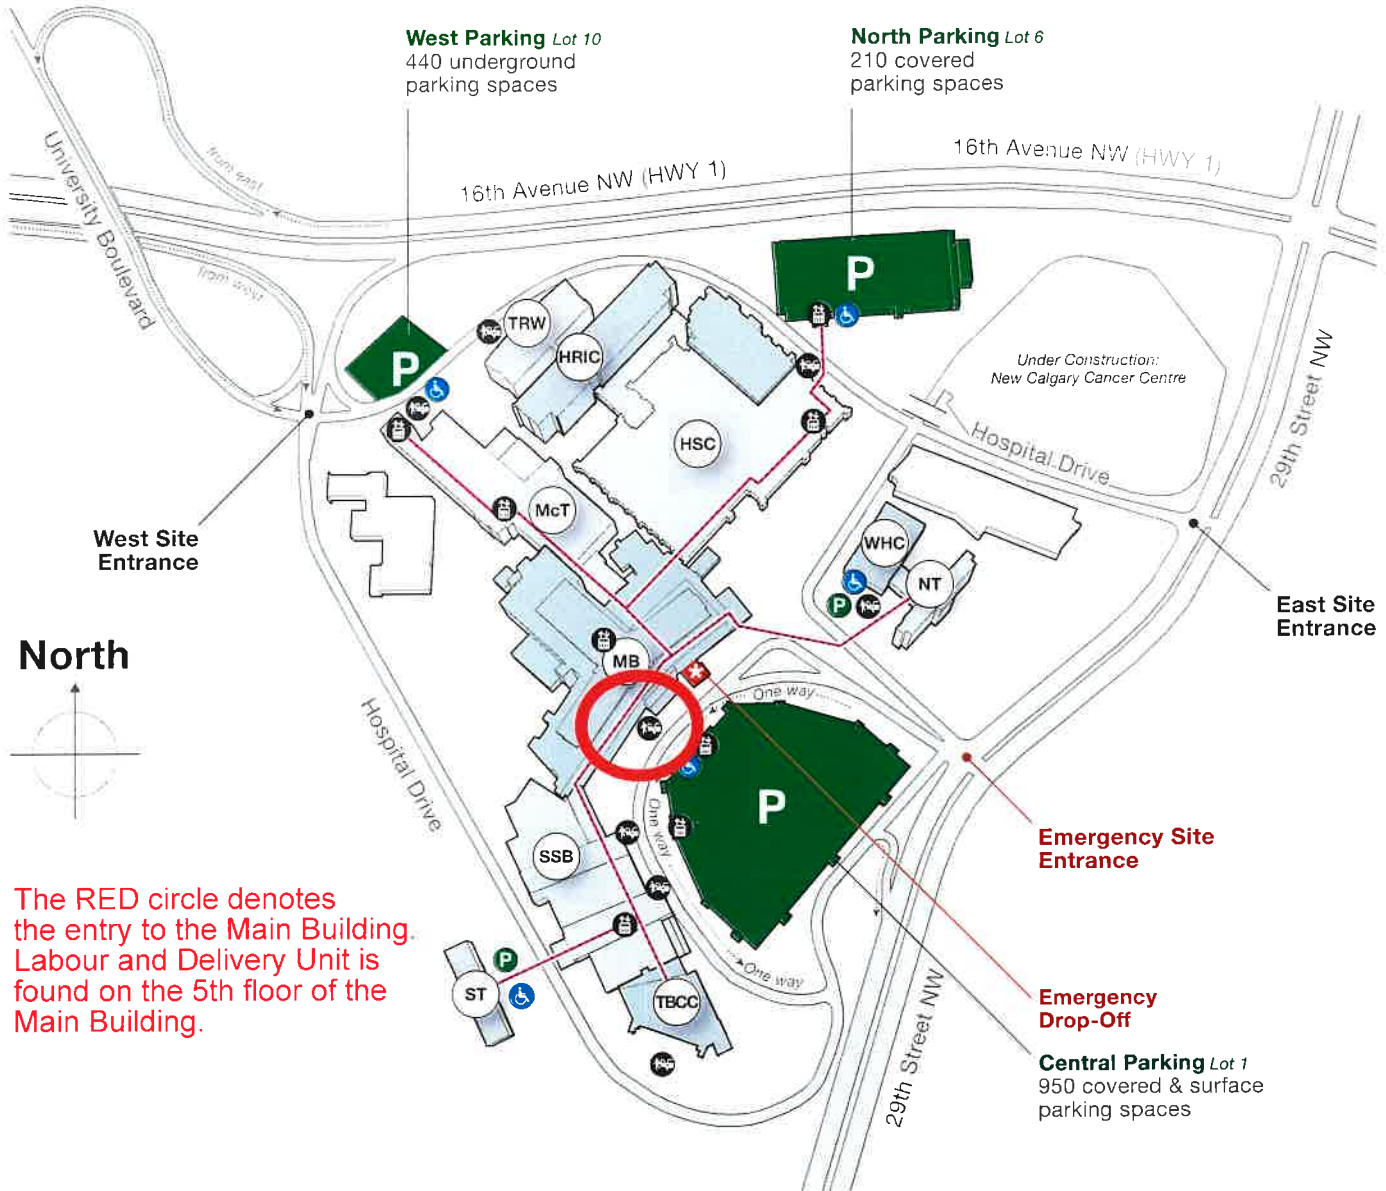 West Parking Lot 10
440 underground
parking spaces
North Parking Lot 6
210 covered
parking spaces
16th Avenue NW (HWY 1)
16th Avenue NW (HWY 1)
University Boulevard
from east
from west
P
P
TRW
HRIC
HSC
McT
Under Construction:
New Calgary Cancer Centre
Hospital Drive
29th Street NW
West Site
Entrance
WHC
NT
P
East Site
Entrance
North
MB
*
One way
Hospital Drive
P
One way
SSB
Emergency Site
Entrance
The RED circle denotes
the entry to the Main Building.
Labour and Delivery Unit is
found on the 5th floor of the
Main Building.
P
One way
ST
TBCC
Emergency
Drop-Off
29th Street NW
Central Parking Lot 1
950 covered & surface
parking spaces